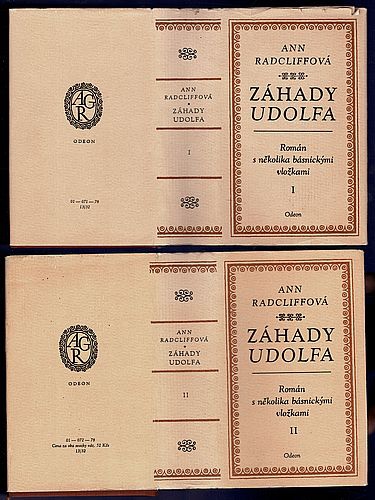 AGR
ODEON
01 — 071 — 78
13/32
ANN
RADCLIFFOVÁ
ZÁHADY
UDOLFA
I
ANN
RADCLIFFOVÁ
ZÁHADY
UDOLFA
Román
s několika básnickými
vložkami
I
Odeon
AGR
ODEON
01 — 072 — 78
Cena za oba svazky váz. 52 Kčs
13/32
ANN
RADCLIFFOVÁ
ZÁHADY
UDOLFA
II
ANN
RADCLIFFOVÁ
ZÁHADY
UDOLFA
Román
s několika básnickými
vložkami
II
Odeon